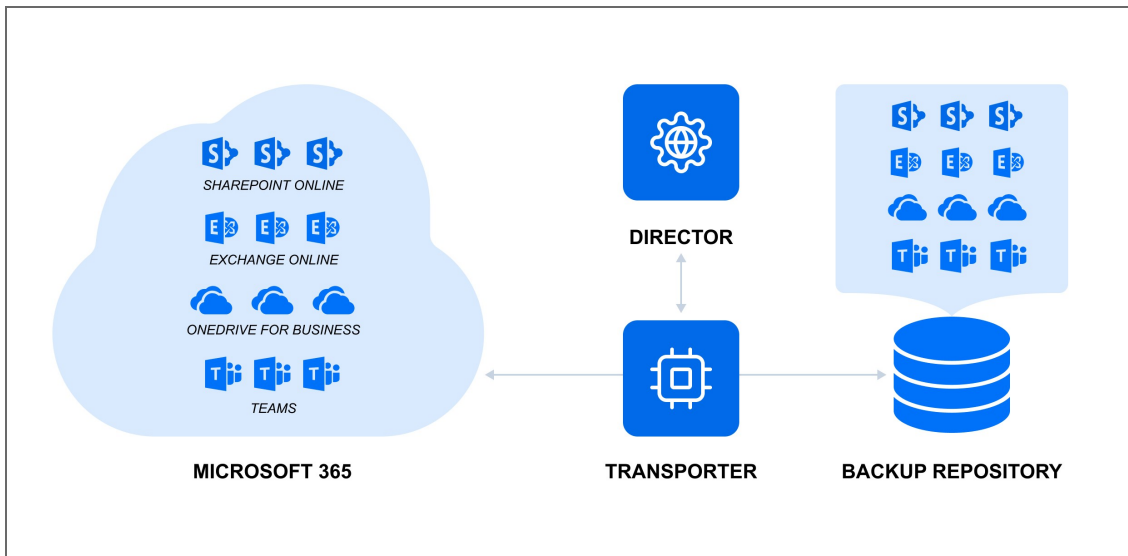 SHAREPOINT ONLINE
EXCHANGE ONLINE
ONEDRIVE FOR BUSINESS
TEAMS
MICROSOFT 365
DIRECTOR
TRANSPORTER
BACKUP REPOSITORY
S S S
E E E
T T T
S S S
E E E
T T T